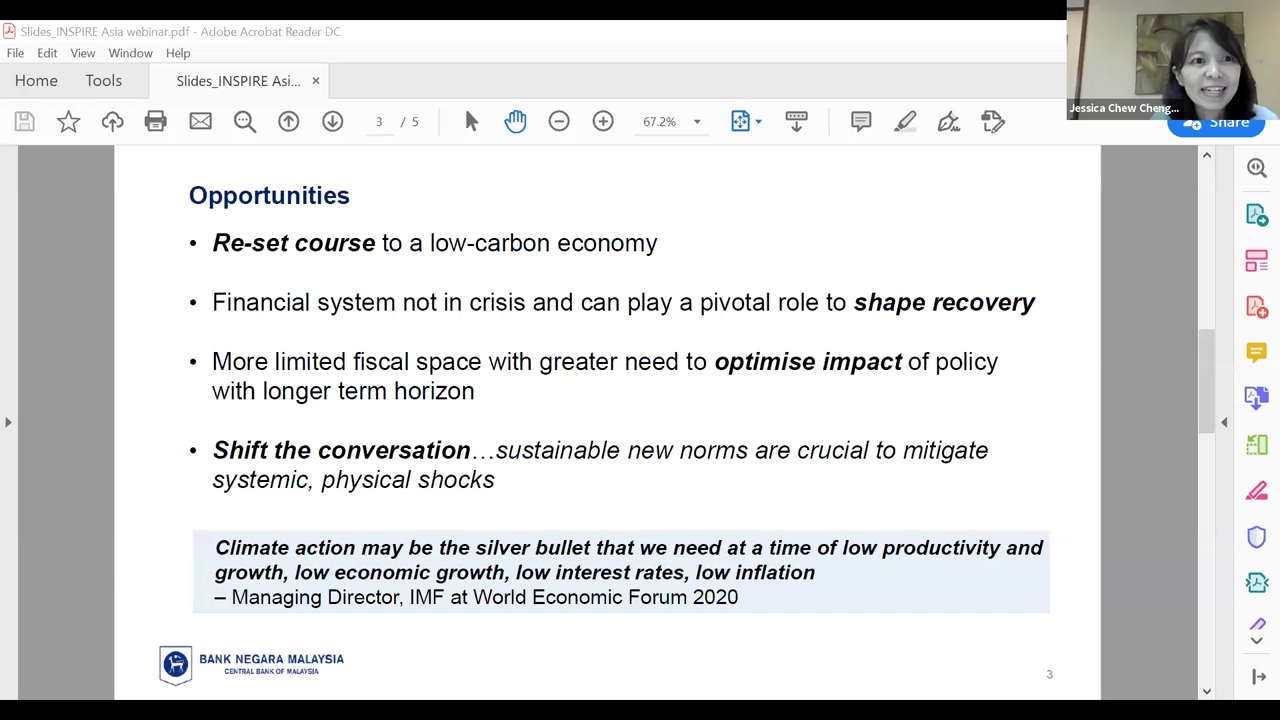 Slides_INSPIRE Asia webinar.pdf - Adobe Acrobat Reader DC
File Edit View Window Help
Home Tools Slides_INSPIRE Asi... ×
3 / 5 67.2% Share
Jessica Chew Cheng...
Opportunities
• Re-set course to a low-carbon economy
• Financial system not in crisis and can play a pivotal role to shape recovery
• More limited fiscal space with greater need to optimise impact of policy
with longer term horizon
• Shift the conversation…sustainable new norms are crucial to mitigate
systemic, physical shocks
Climate action may be the silver bullet that we need at a time of low productivity and
growth, low economic growth, low interest rates, low inflation
– Managing Director, IMF at World Economic Forum 2020
BANK NEGARA MALAYSIA
CENTRAL BANK OF MALAYSIA
3